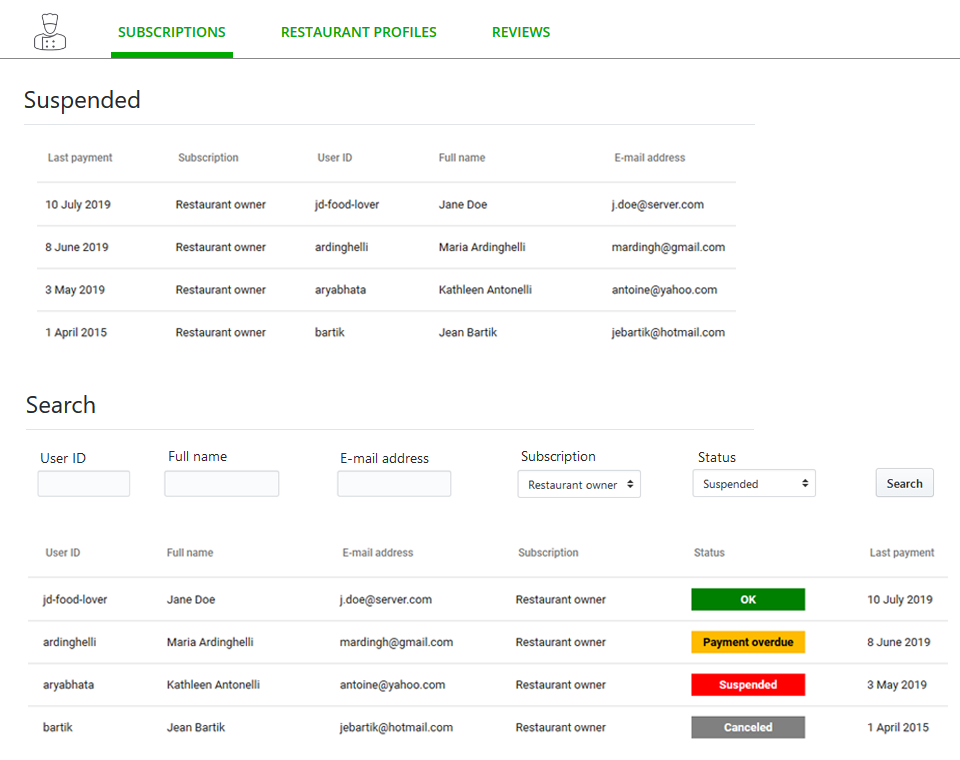 SUBSCRIPTIONS RESTAURANT PROFILES REVIEWS
Suspended
Last payment Subscription User ID Full name E-mail address
10 July 2019 Restaurant owner jd-food-lover Jane Doe j.doe@server.com
8 June 2019 Restaurant owner ardinghelli Maria Ardinghelli mardingh@gmail.com
3 May 2019 Restaurant owner aryabhata Kathleen Antonelli antoine@yahoo.com
1 April 2015 Restaurant owner bartik Jean Bartik jebartik@hotmail.com
Search
User ID Full name E-mail address Subscription Status
Restaurant owner Suspended Search
User ID Full name E-mail address Subscription Status Last payment
jd-food-lover Jane Doe j.doe@server.com Restaurant owner OK 10 July 2019
ardinghelli Maria Ardinghelli mardingh@gmail.com Restaurant owner Payment overdue 8 June 2019
aryabhata Kathleen Antonelli antoine@yahoo.com Restaurant owner Suspended 3 May 2019
bartik Jean Bartik jebartik@hotmail.com Restaurant owner Canceled 1 April 2015